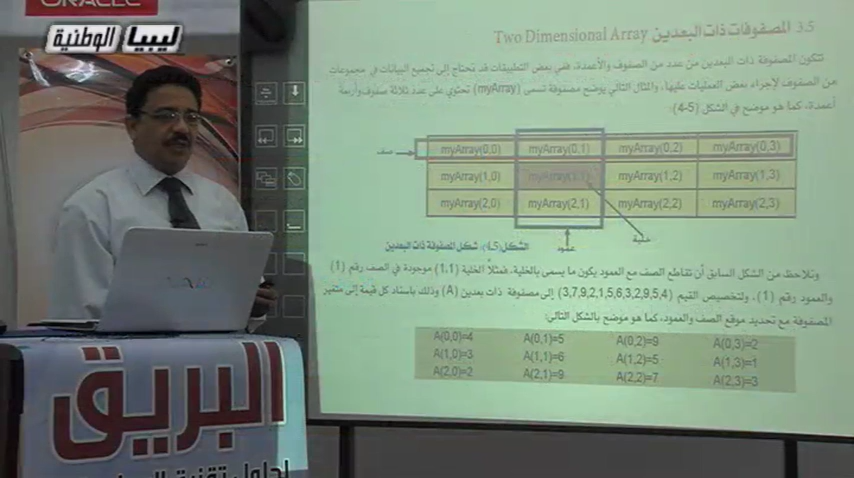 ORACLE
ليبيا الوطنية
3.5 المصفوفات ذات البعدين Two Dimensional Array
تتكون المصفوفة ذات البعدين من عدد من الصفوف والأعمدة، ففي بعض التطبيقات قد تحتاج إلى تجميع البيانات في مجموعات
من الصفوف لإجراء بعض العمليات عليها، والمثال التالي يوضح مصفوفة تسمى (myArray) تحتوي على عدد ثلاثة صفوف وأربعة
أعمدة، كما هو موضح في الشكل (4-5):
صف
myArray(0,0) myArray(0,1) myArray(0,2) myArray(0,3)
myArray(1,0) myArray(1,1) myArray(1,2) myArray(1,3)
myArray(2,0) myArray(2,1) myArray(2,2) myArray(2,3)
خلية
عمود
الشكل (4.5): شكل المصفوفة ذات البعدين
ونلاحظ من الشكل السابق أن تقاطع الصف مع العمود يكون ما يسمى بالخلية، فمثلاً الخلية (1،1) موجودة في الصف رقم (1)
والعمود رقم (1)، ولتخصيص القيم (3,7,9,2,1,5,6,3,2,9,5,4) إلى مصفوفة ذات بعدين (A) وذلك بإسناد كل قيمة إلى متغير
المصفوفة مع تحديد موقع الصف والعمود، كما هو موضح بالشكل التالي:
A(0,0)=4 A(0,1)=5 A(0,2)=9 A(0,3)=2
A(1,0)=3 A(1,1)=6 A(1,2)=5 A(1,3)=1
A(2,0)=2 A(2,1)=9 A(2,2)=7 A(2,3)=3
VAIO
البريق
لحلول تقنية